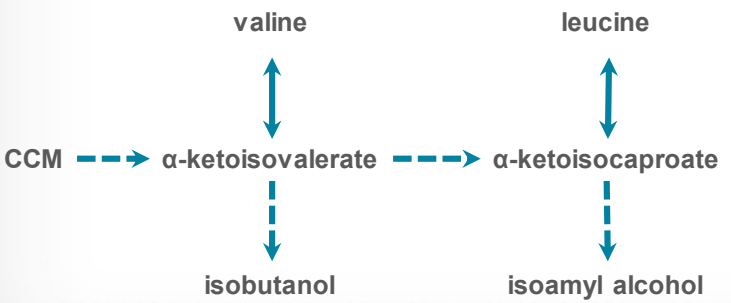 valine
leucine
CCM
α-ketoisovalerate
α-ketoisocaproate
isobutanol
isoamyl alcohol